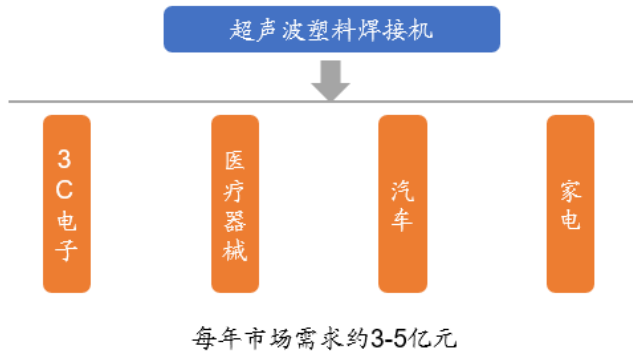 超声波塑料焊接机
3C电子
医疗器械
汽车
家电
每年市场需求约3-5亿元